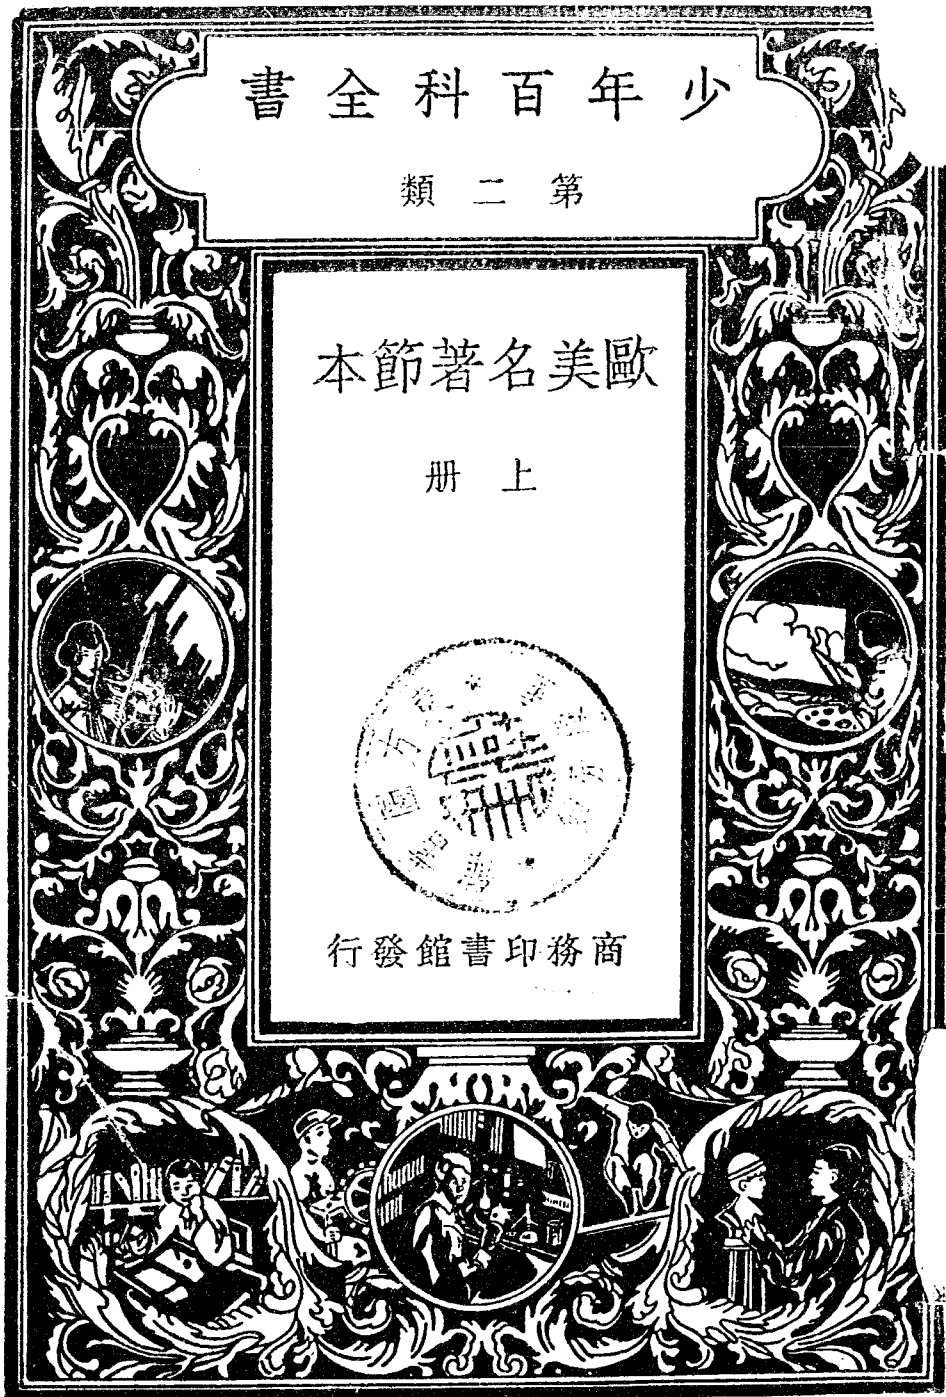 少年百科全書
第二類
歐美名著節本
上册
商務印書館發行